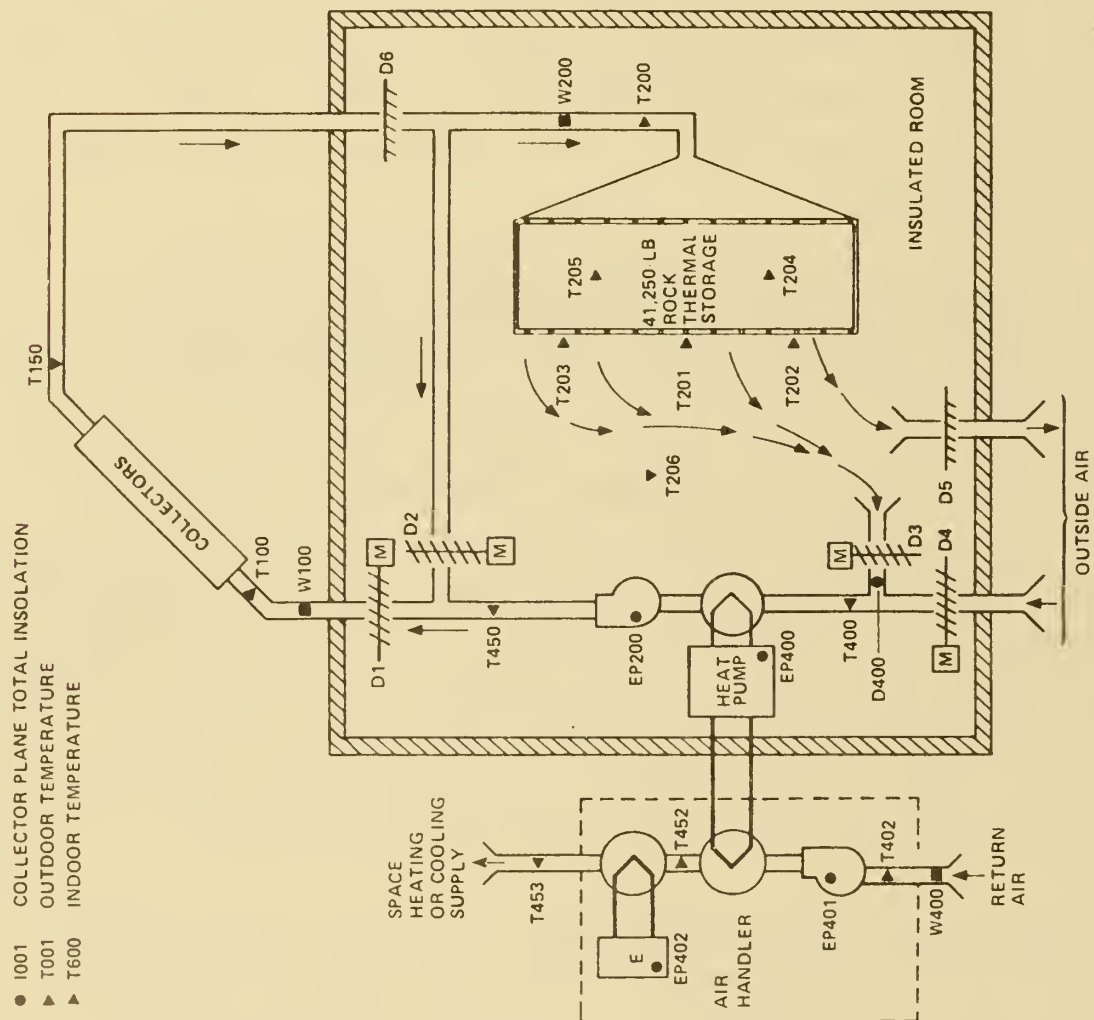 ● I001 COLLECTOR PLANE TOTAL INSOLATION
▶ T001 OUTDOOR TEMPERATURE
▶ T600 INDOOR TEMPERATURE
T150
COLLECTORS
T100
W100
D6
D1
M
D2
M
W200
T200
T450
T205
41,250-LB
ROCK
THERMAL
STORAGE
T204
T203
T201
T202
T206
INSULATED ROOM
EP200
HEAT
PUMP
EP400
T400
D400
M
D3
M
D4
D5
OUTSIDE AIR
SPACE
HEATING
OR COOLING
SUPPLY
T453
T452
E
EP402
AIR
HANDLER
EP401
T402
W400
RETURN
AIR